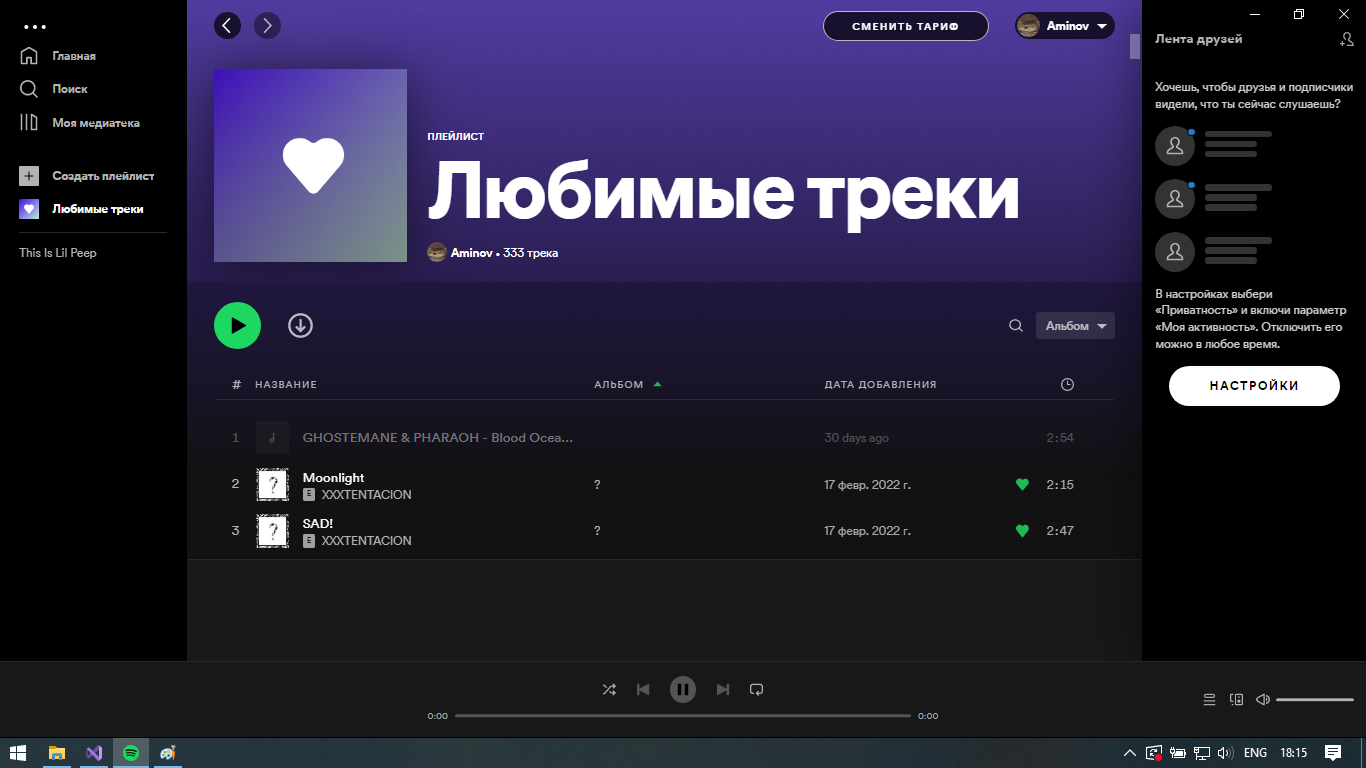 Главная
Поиск
Моя медиатека
Создать плейлист
Любимые треки
This Is Lil Peep
СМЕНИТЬ ТАРИФ
Aminov
ПЛЕЙЛИСТ
Любимые треки
Aminov • 333 трека
Альбом
# НАЗВАНИЕ АЛЬБОМ ДАТА ДОБАВЛЕНИЯ
1 GHOSTEMANE & PHARAOH - Blood Ocea... 30 days ago 2:54
2 Moonlight ? 17 февр. 2022 г. 2:15
E XXXTENTACION
3 SAD! ? 17 февр. 2022 г. 2:47
E XXXTENTACION
Лента друзей
Хочешь, чтобы друзья и подписчики
видели, что ты сейчас слушаешь?
В настройках выбери
«Приватность» и включи параметр
«Моя активность». Отключить его
можно в любое время.
НАСТРОЙКИ
0:00 0:00
ENG 18:15